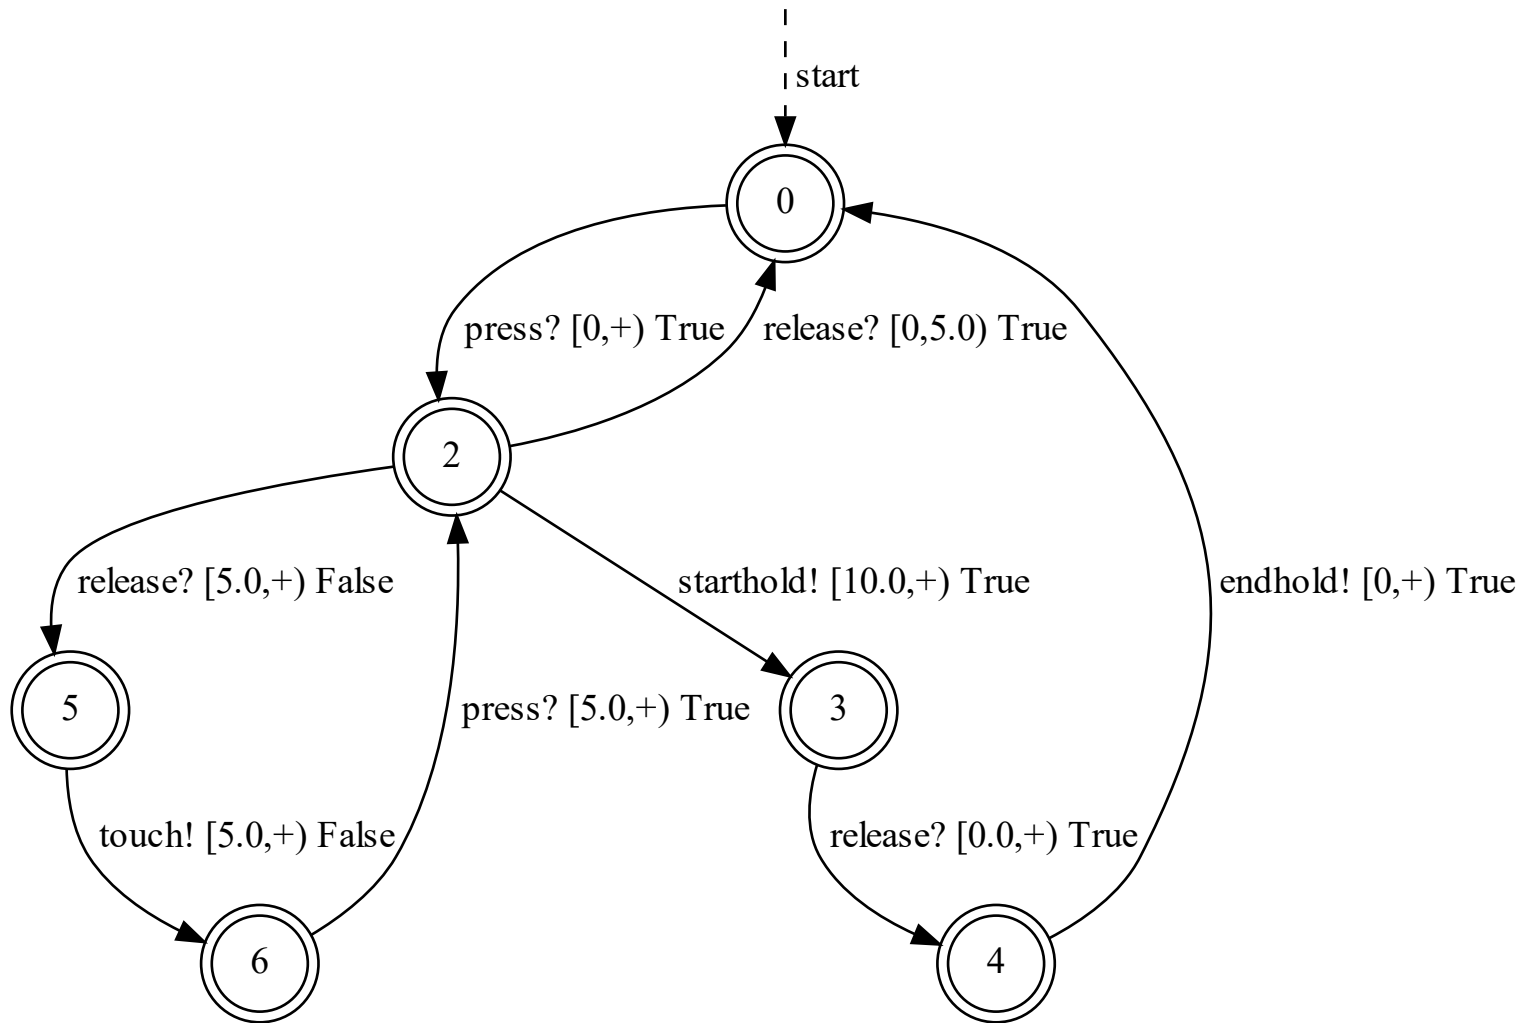 start
0
press? [0,+) True
release? [0,5.0) True
2
release? [5.0,+) False
starthold! [10.0,+) True
endhold! [0,+) True
5
press? [5.0,+) True
3
touch! [5.0,+) False
release? [0.0,+) True
6
4